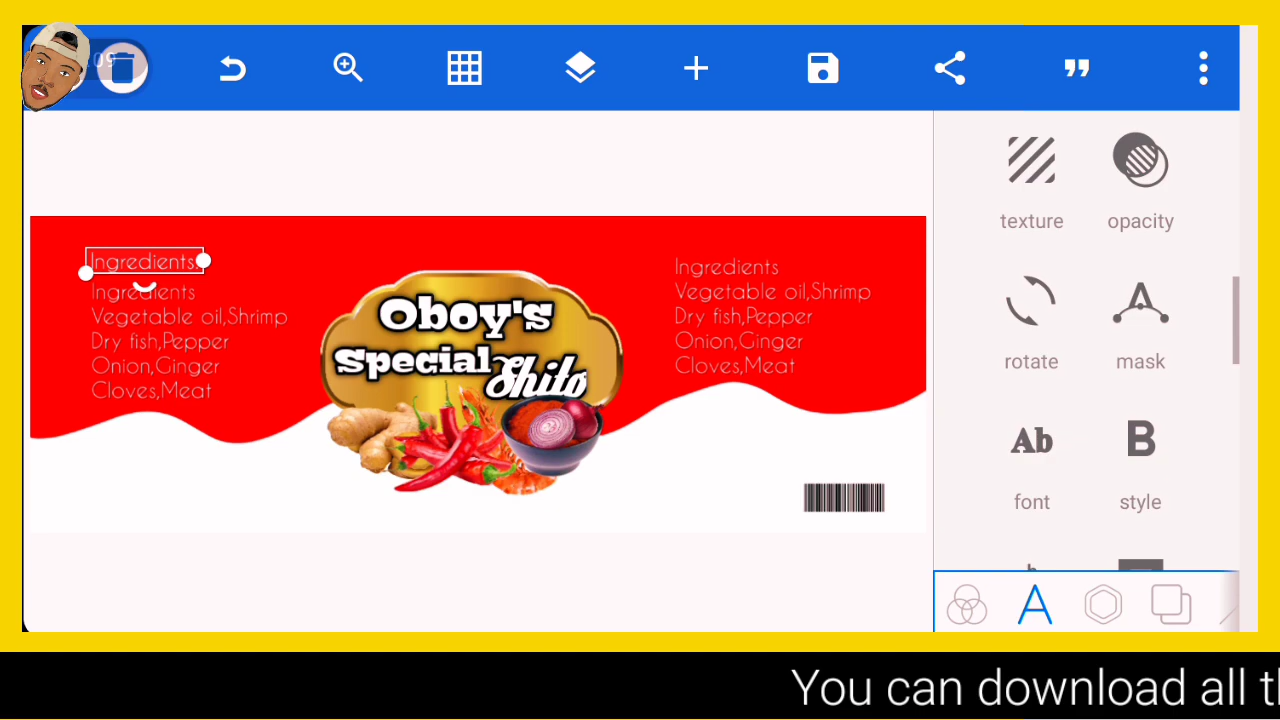 09
texture
opacity
Ingredients:
Ingredients
Vegetable oil,Shrimp
Dry fish,Pepper
Onion,Ginger
Cloves,Meat
Oboy's
Special
Shito
Ingredients
Vegetable oil,Shrimp
Dry fish,Pepper
Onion,Ginger
Cloves,Meat
rotate
mask
Ab
B
font
style
A
You can download all